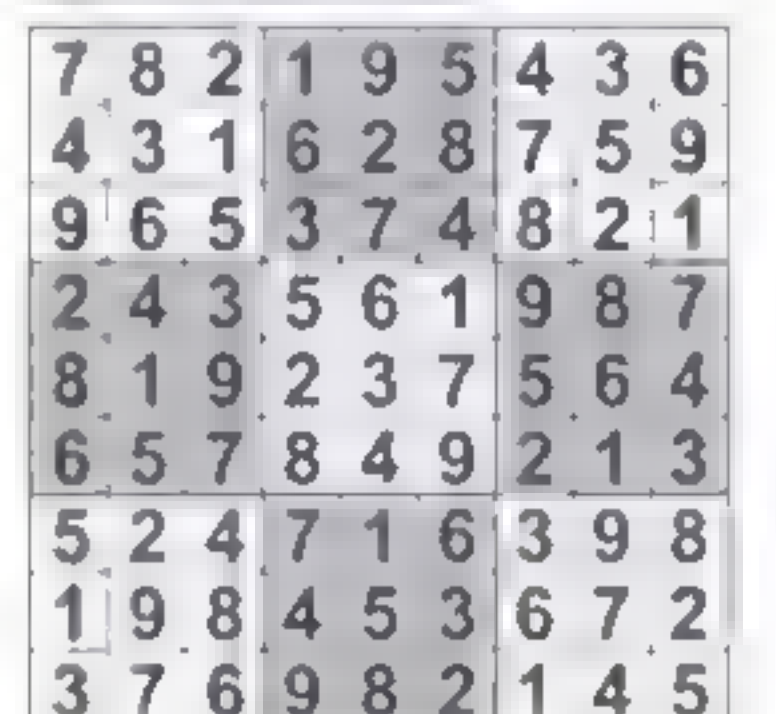 7 8 2 1 9 5 4 3 6
4 3 1 6 2 8 7 5 9
9 6 5 3 7 4 8 2 1
2 4 3 5 6 1 9 8 7
8 1 9 2 3 7 5 6 4
6 5 7 8 4 9 2 1 3
5 2 4 7 1 6 3 9 8
1 9 8 4 5 3 6 7 2
3 7 6 9 8 2 1 4 5